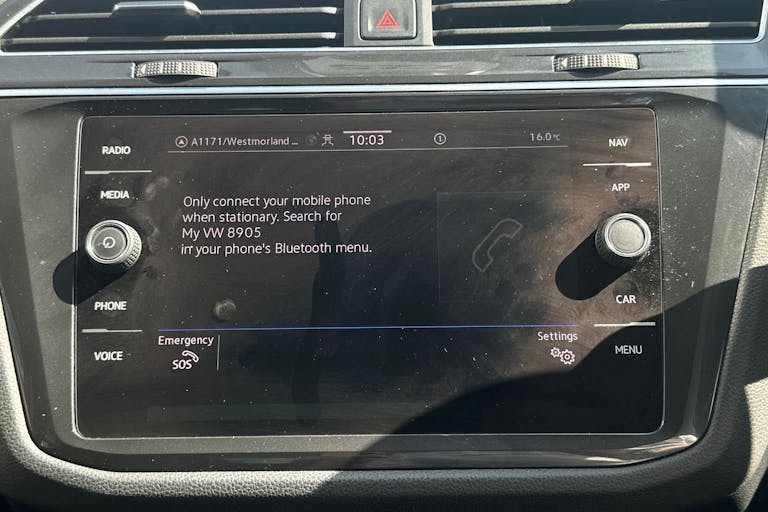 A1171/Westmorland ... 10:03 1 16.0°C
RADIO
NAV
MEDIA
APP
Only connect your mobile phone
when stationary. Search for
My VW 8905
in your phone's Bluetooth menu.
PHONE
CAR
Emergency
SOS
Settings
VOICE
MENU